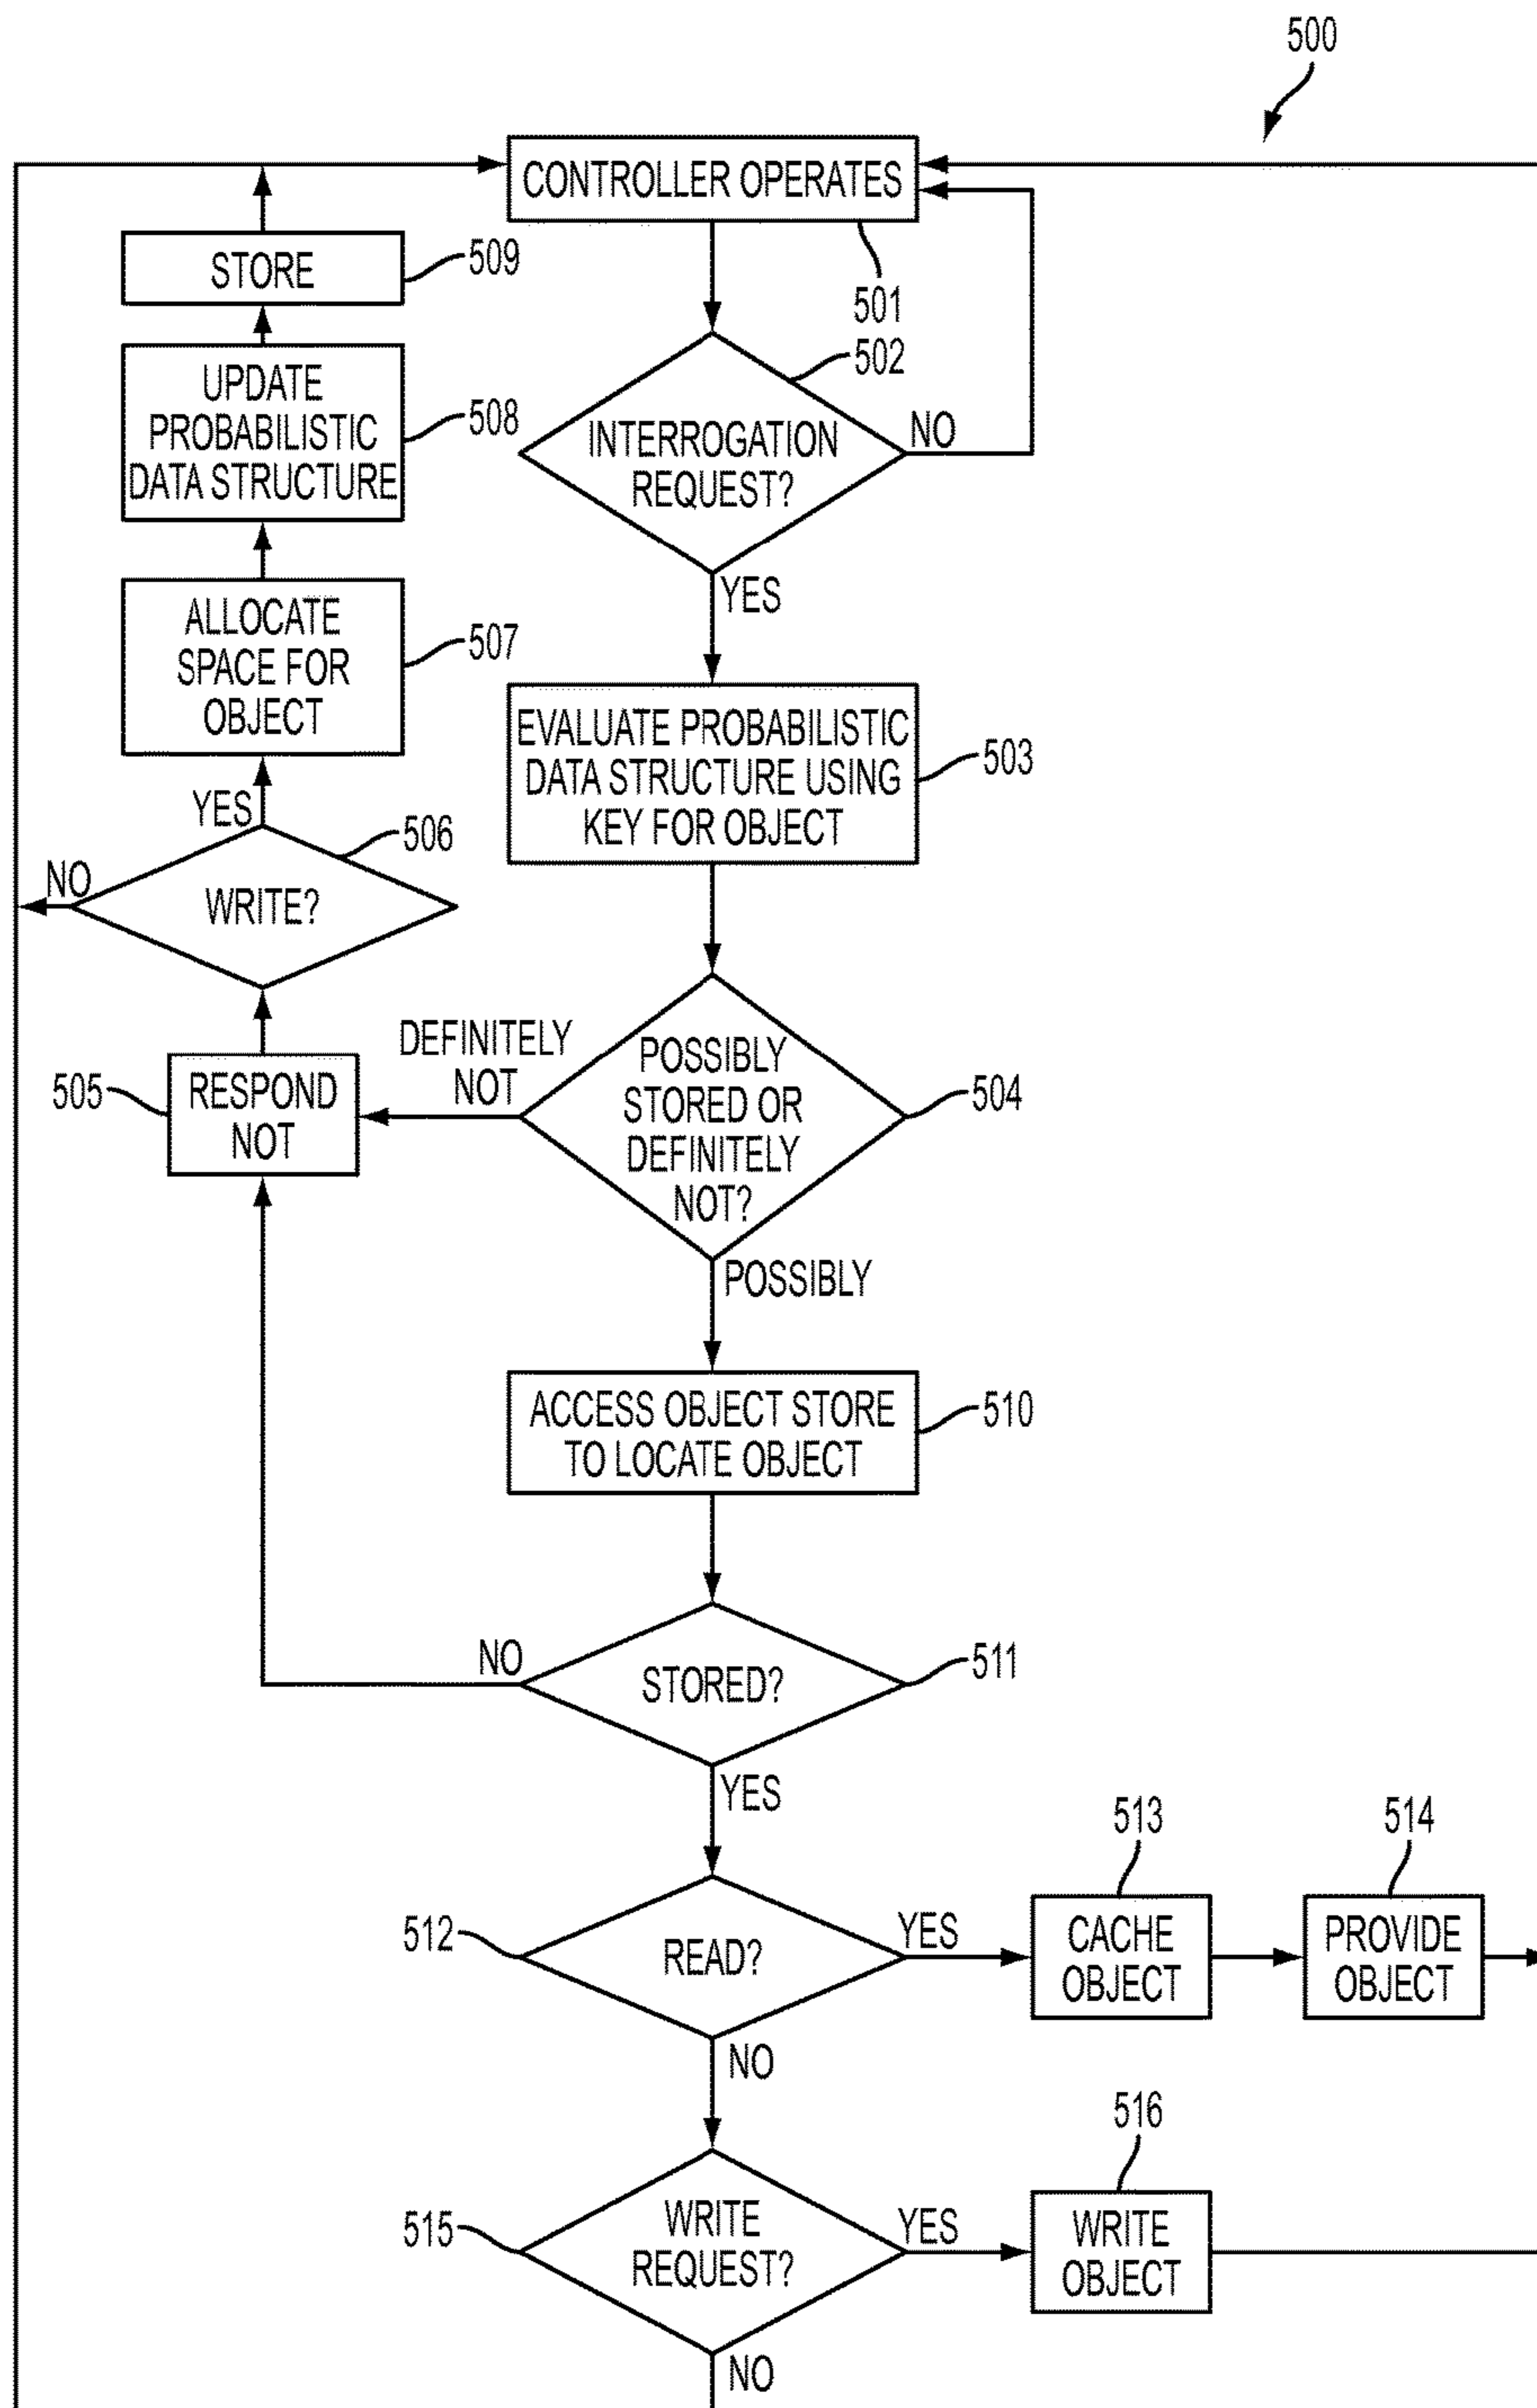 500
CONTROLLER OPERATES
501
STORE
509
502
INTERROGATION
REQUEST?
NO
UPDATE
PROBABILISTIC
DATA STRUCTURE
508
YES
ALLOCATE
SPACE FOR
OBJECT
507
EVALUATE PROBABILISTIC
DATA STRUCTURE USING
KEY FOR OBJECT
503
YES
506
NO
WRITE?
DEFINITELY
NOT
POSSIBLY
STORED OR
DEFINITELY
NOT?
504
505
RESPOND
NOT
POSSIBLY
ACCESS OBJECT STORE
TO LOCATE OBJECT
510
NO
STORED?
511
YES
512
READ?
YES
513
CACHE
OBJECT
514
PROVIDE
OBJECT
NO
515
WRITE
REQUEST?
YES
516
WRITE
OBJECT
NO